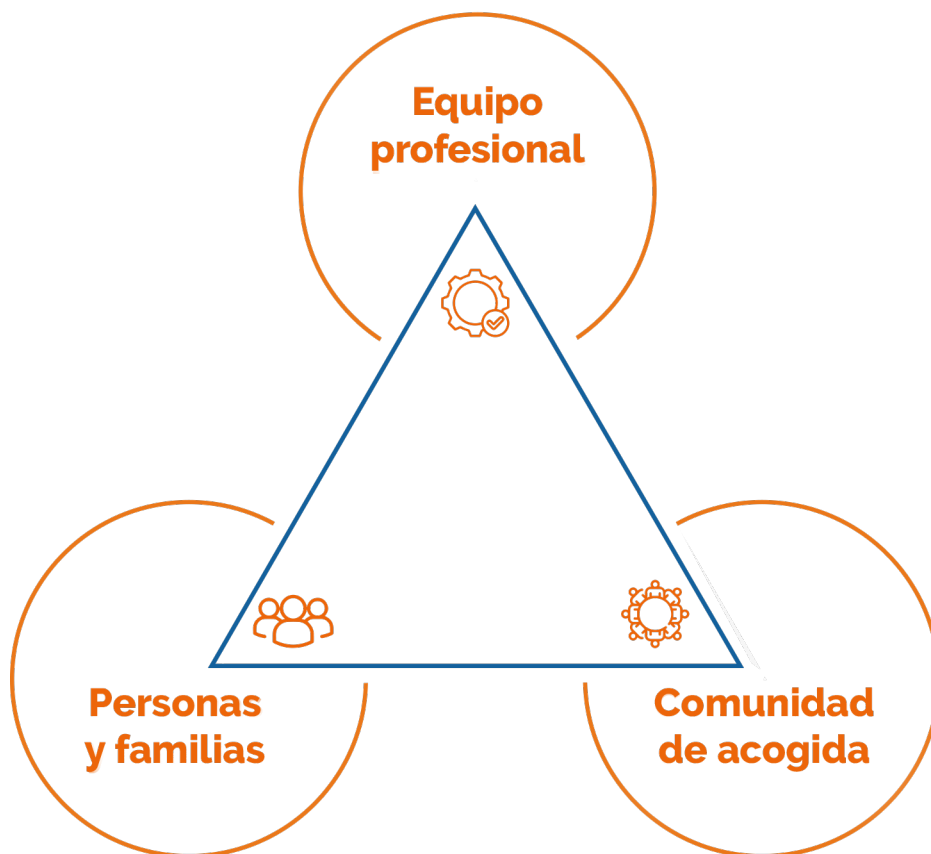 Equipo
profesional
Personas
y familias
Comunidad
de acogida